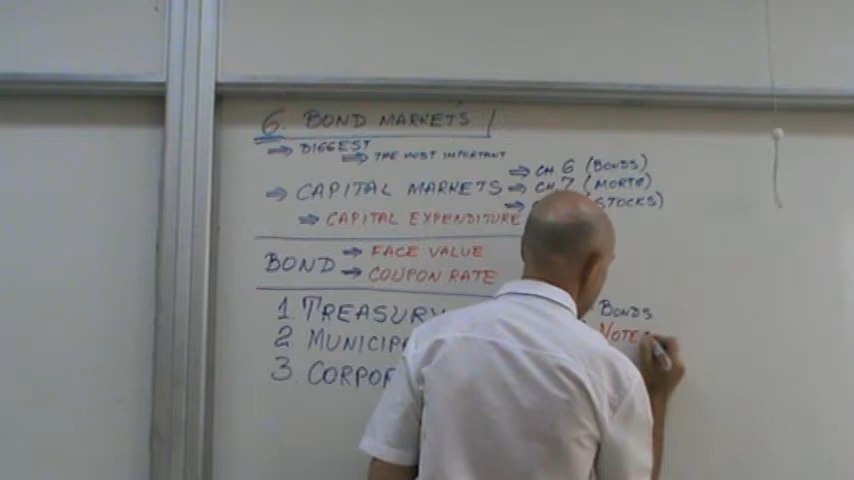 6. BOND MARKETS
⇒ BIGGEST
⇒ THE MOST IMPORTANT
⇒ CAPITAL MARKETS ⇒ CH 6 (BONDS)
⇒ CH 7 (MORTG)
⇒ STOCKS)
⇒ CAPITAL EXPENDITURE
BOND ⇒ FACE VALUE
⇒ COUPON RATE
1 TREASURY BONDS
2 MUNICIPA NOTES
3 CORPOR